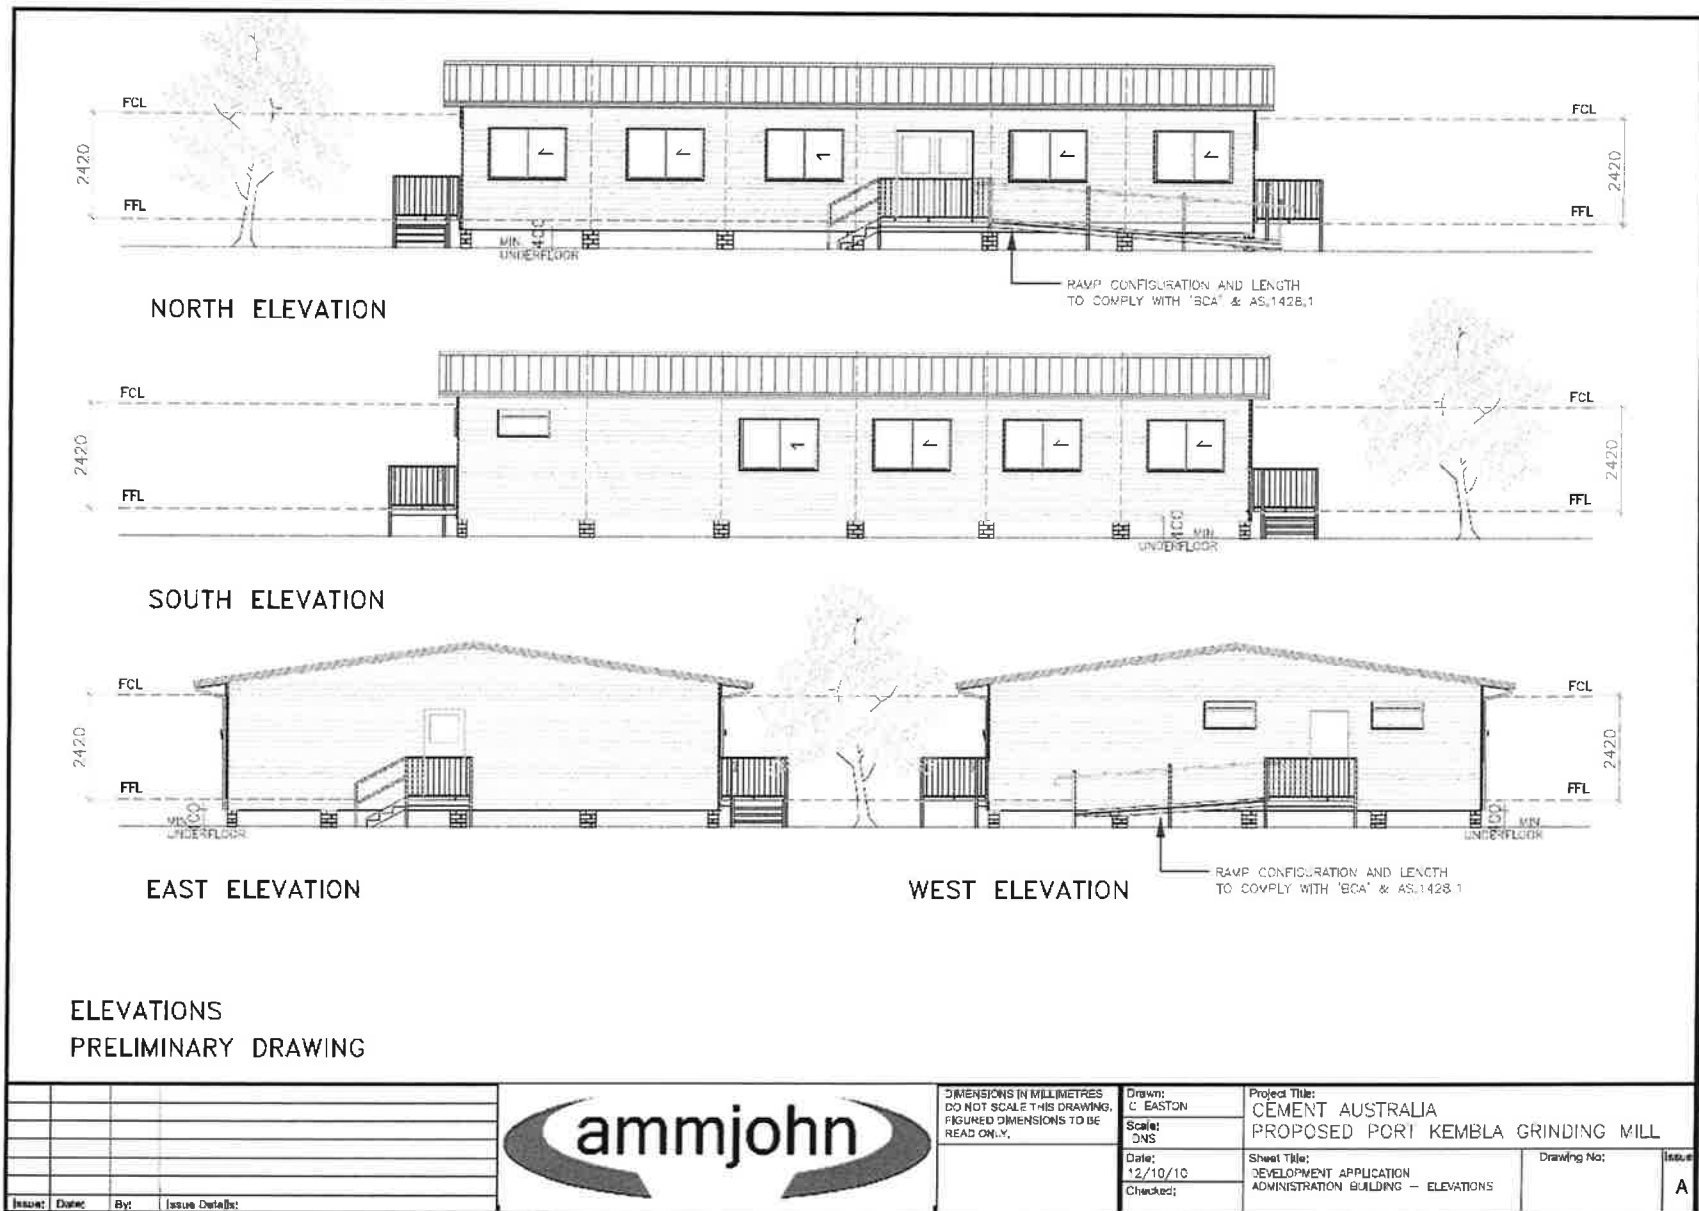 FCL
FCL
2420
2420
FFL
FFL
MIN. 400
UNDERFLOOR
RAMP CONFIGURATION AND LENGTH
TO COMPLY WITH 'BCA' & AS.1428.1
NORTH ELEVATION
FCL
FCL
2420
2420
FFL
FFL
400 MIN.
UNDERFLOOR
SOUTH ELEVATION
FCL
FCL
2420
2420
FFL
FFL
MIN. 400
UNDERFLOOR
400 MIN.
UNDERFLOOR
EAST ELEVATION
WEST ELEVATION
RAMP CONFIGURATION AND LENGTH
TO COMPLY WITH 'BCA' & AS.1428.1
ELEVATIONS
PRELIMINARY DRAWING
Issue: Date: By: Issue Details:
ammjohn
DIMENSIONS IN MILLIMETRES
DO NOT SCALE THIS DRAWING.
FIGURED DIMENSIONS TO BE
READ ONLY.
Drawn:
C EASTON
Scale:
DNS
Date:
12/10/10
Checked:
Project Title:
CEMENT AUSTRALIA
PROPOSED PORT KEMBLA GRINDING MILL
Sheet Title:
DEVELOPMENT APPLICATION
ADMINISTRATION BUILDING – ELEVATIONS
Drawing No:
Issue
A